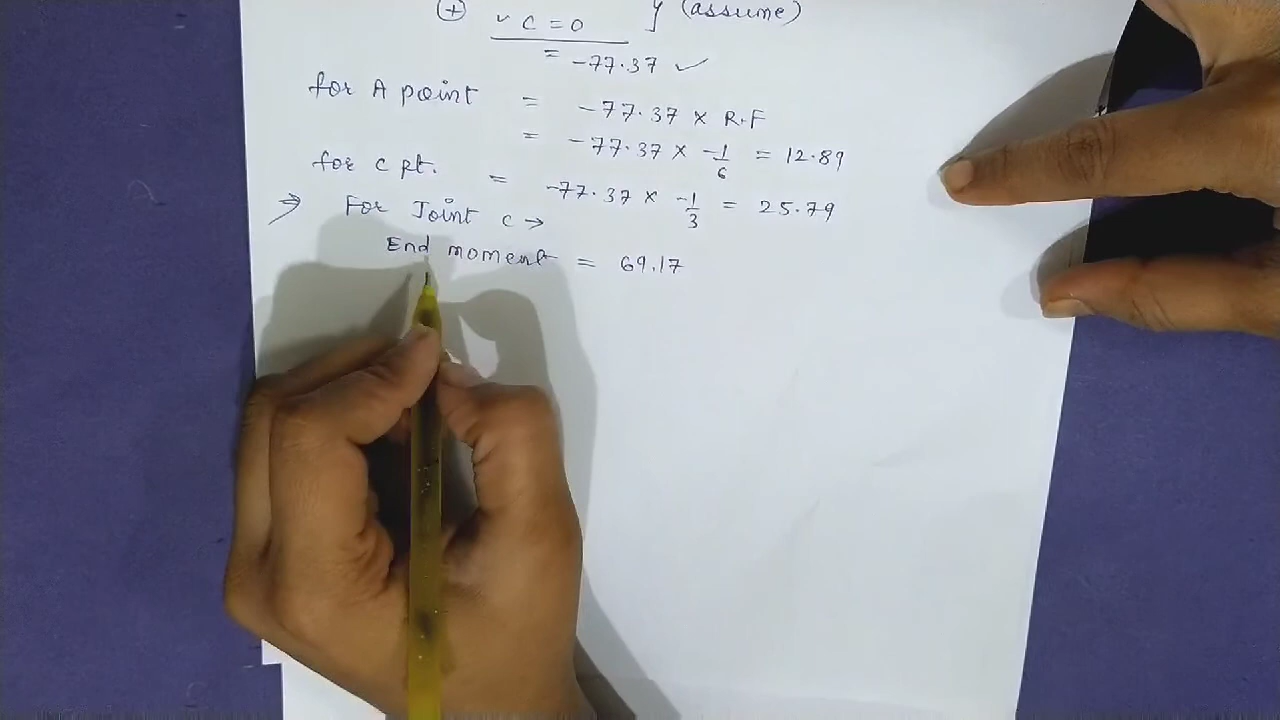 + ✓ C = 0 } (assume)
= -77.37 ✓
for A point = -77.37 × R.F
= -77.37 × -1/6 = 12.89
for C pt. = -77.37 × -1/3 = 25.79
⇒ For Joint C →
End moment = 69.17